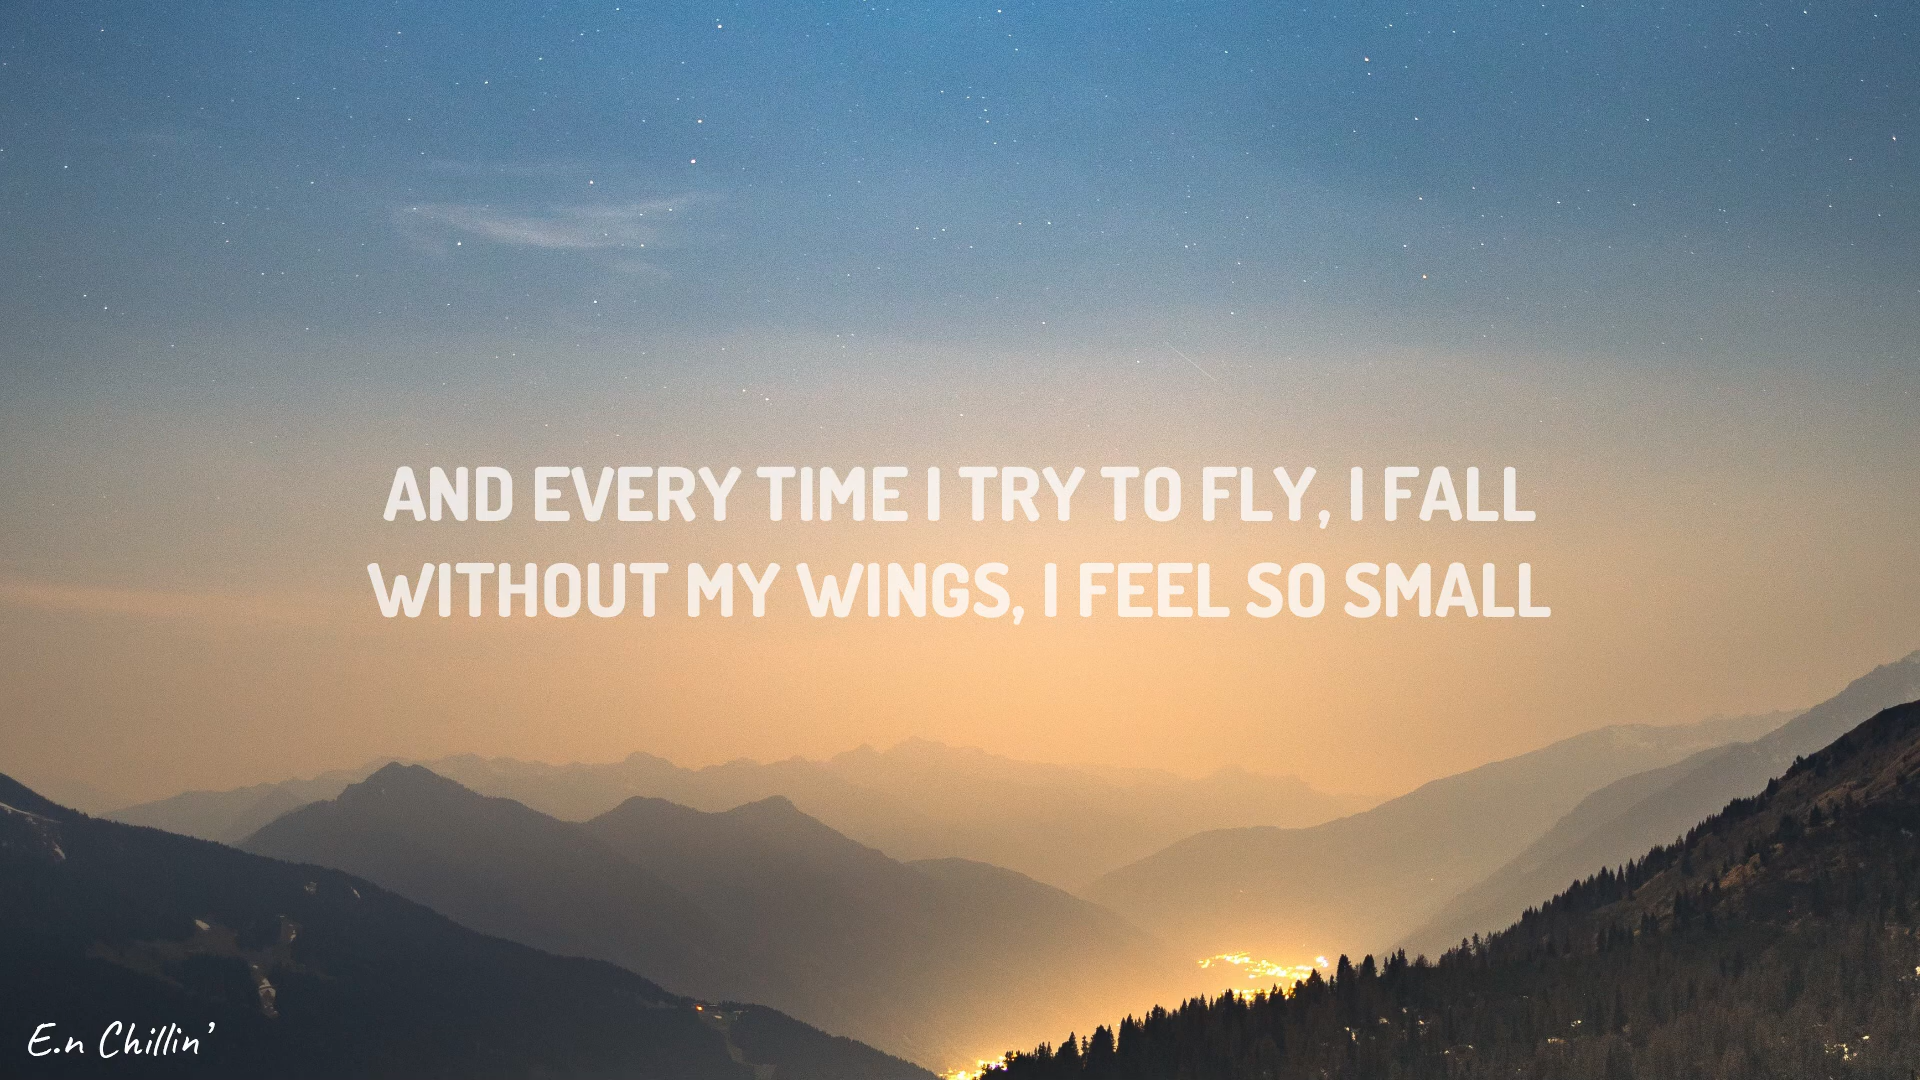 AND EVERY TIME I TRY TO FLY, I FALL
WITHOUT MY WINGS, I FEEL SO SMALL
E.n Chillin'